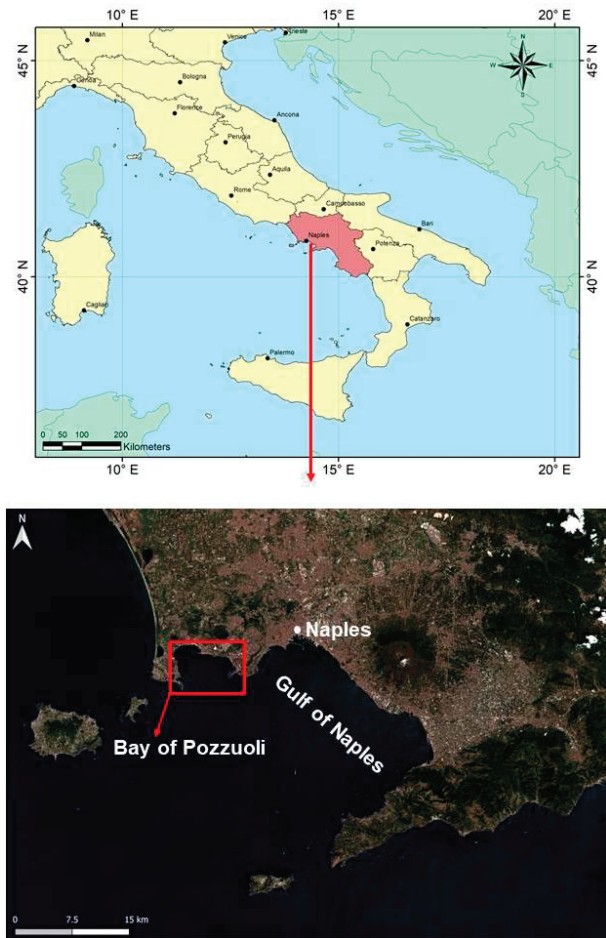 10° E 15° E 20° E
45° N
40° N
N
W E
S
Milan
Venice
Trieste
Genoa
Bologna
Florence
Ancona
Perugia
Aquila
Rome
Campobasso
Naples
Bari
Potenza
Cagliari
Catanzaro
Palermo
0 50 100 200
Kilometers
10° E 15° E 20° E
N
Naples
Gulf of Naples
Bay of Pozzuoli
0 7.5 15 km